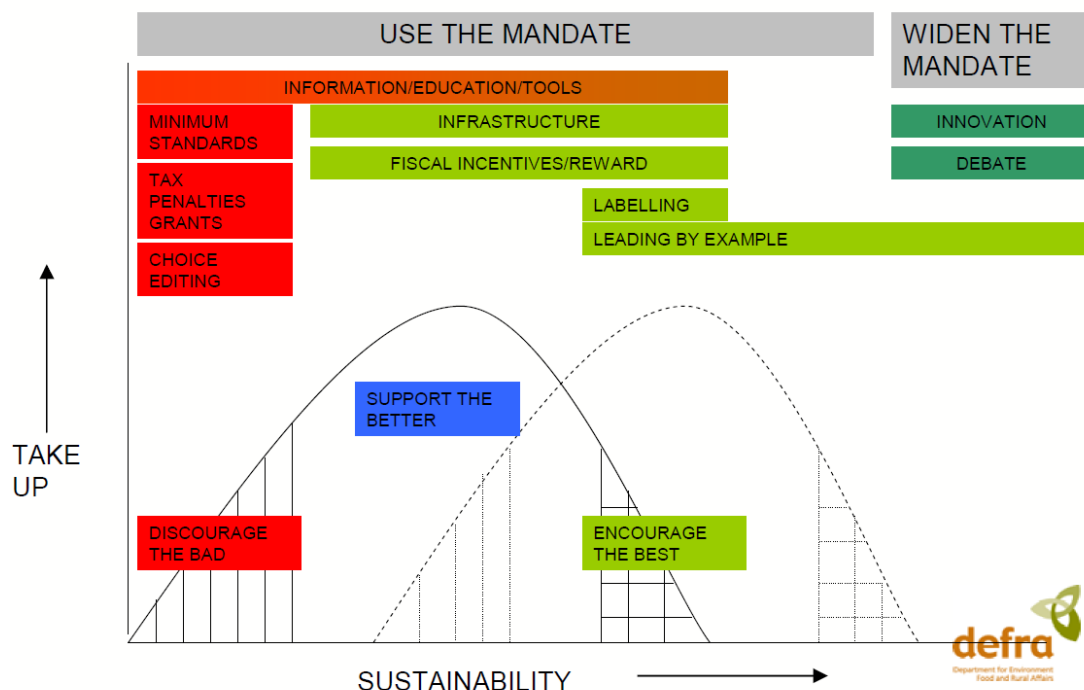 USE THE MANDATE
WIDEN THE
MANDATE
INFORMATION/EDUCATION/TOOLS
MINIMUM
STANDARDS
INFRASTRUCTURE
INNOVATION
TAX
PENALTIES
GRANTS
FISCAL INCENTIVES/REWARD
DEBATE
LABELLING
LEADING BY EXAMPLE
CHOICE
EDITING
SUPPORT THE
BETTER
TAKE
UP
DISCOURAGE
THE BAD
ENCOURAGE
THE BEST
defra
Department for Environment
Food and Rural Affairs
SUSTAINABILITY